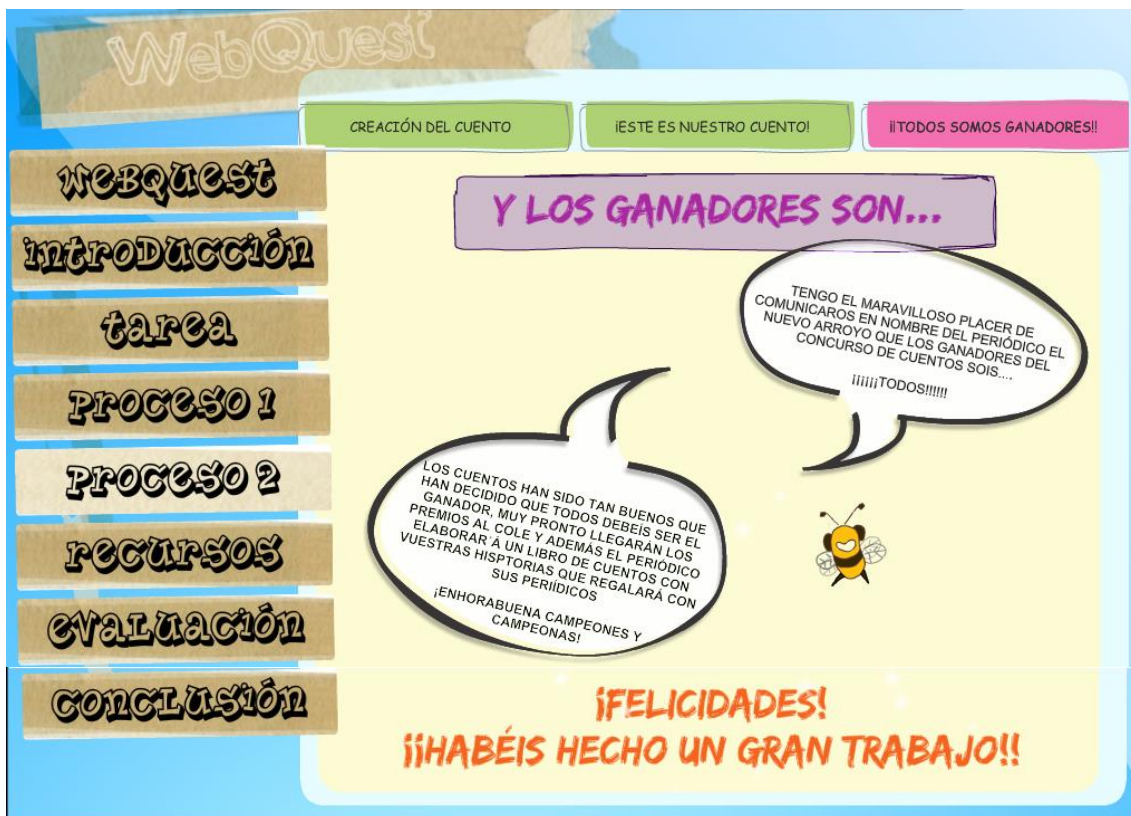 WebQuest
CREACIÓN DEL CUENTO
¡ESTE ES NUESTRO CUENTO!
¡¡TODOS SOMOS GANADORES!!
WEBQUEST
INTRODUCCIÓN
TAREA
PROCESO 1
PROCESO 2
RECURSOS
EVALUACIÓN
CONCLUSIÓN
Y LOS GANADORES SON...
TENGO EL MARAVILLOSO PLACER DE
COMUNICAROS EN NOMBRE DEL PERIÓDICO EL
NUEVO ARROYO QUE LOS GANADORES DEL
CONCURSO DE CUENTOS SOIS....
¡¡¡¡¡¡TODOS!!!!!!
LOS CUENTOS HAN SIDO TAN BUENOS QUE
HAN DECIDIDO QUE TODOS DEBEÍS SER EL
GANADOR, MUY PRONTO LLEGARÁN LOS
PREMIOS AL COLE Y ADEMÁS EL PERIÓDICO
ELABORAR´Á UN LIBRO DE CUENTOS CON
VUESTRAS HISPTORIAS QUE REGALARÁ CON
SUS PERIÍDICOS
¡ENHORABUENA CAMPEONES Y
CAMPEONAS!
¡FELICIDADES!
¡¡HABÉIS HECHO UN GRAN TRABAJO!!